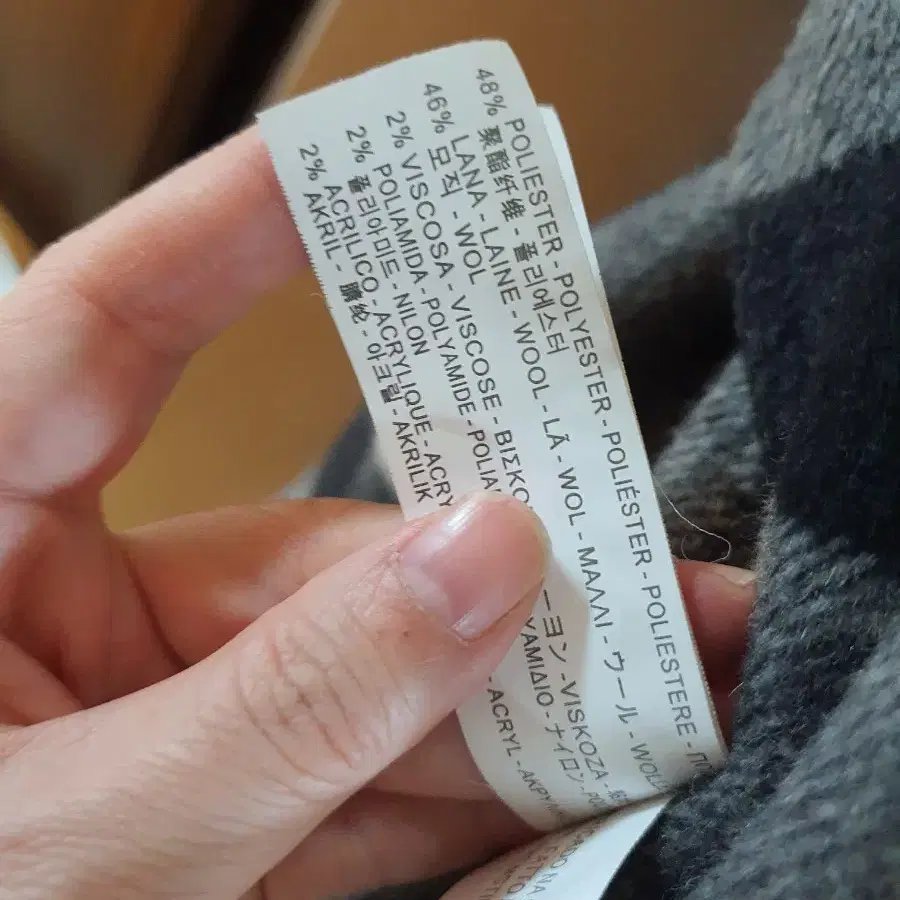 48% POLIESTER - POLYESTER - POLIÉSTER - POLIESTERE -
聚酯纤维 - 폴리에스터
46% LANA - LAINE - WOOL - LÃ - WOL - ΜΑΛΛΙ - ウール -
모직 - WOL
2% VISCOSA - VISCOSE - ーヨン - VISKOZA -
2% POLIAMIDA - POLYAMIDE - ナイロン -
폴리아미드 - NILON
2% ACRILICO - ACRYLIQUE - ACRYL -
AKRIL - 腈纶 - 아크릴 - AKRILIK